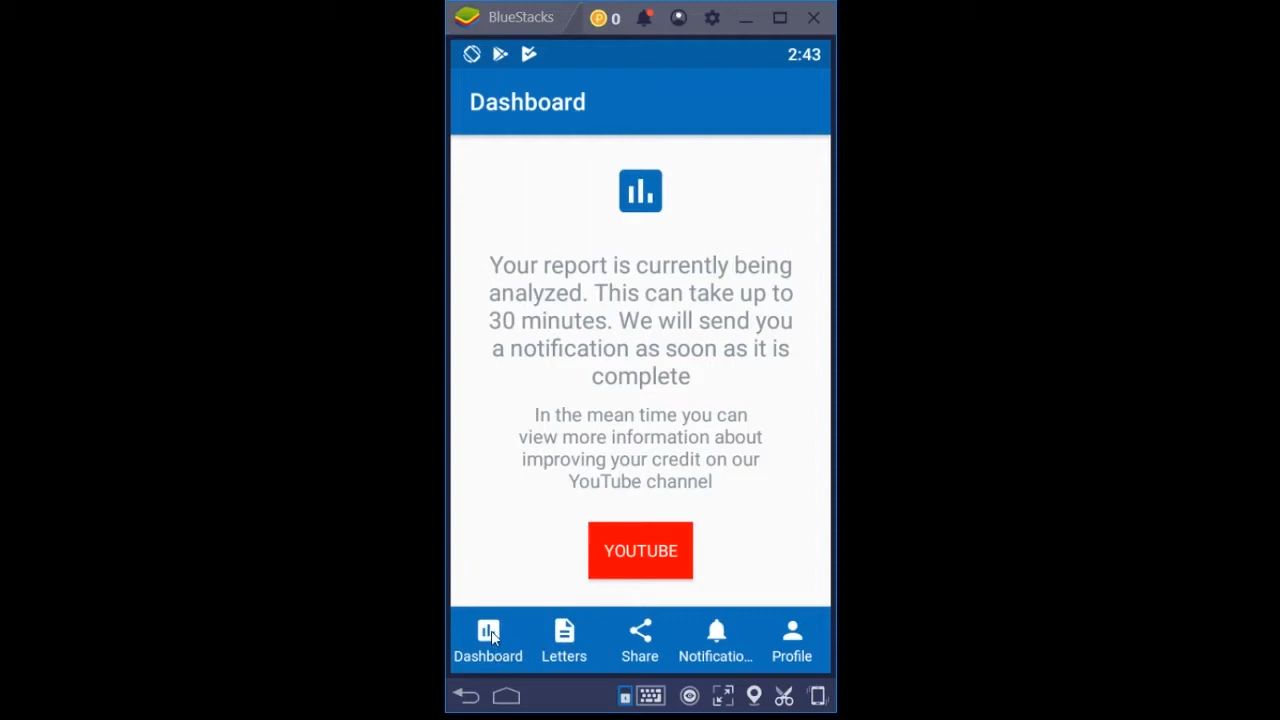 BlueStacks
0
2:43
Dashboard
Your report is currently being
analyzed. This can take up to
30 minutes. We will send you
a notification as soon as it is
complete
In the mean time you can
view more information about
improving your credit on our
YouTube channel
YOUTUBE
Dashboard Letters Share Notificatio... Profile